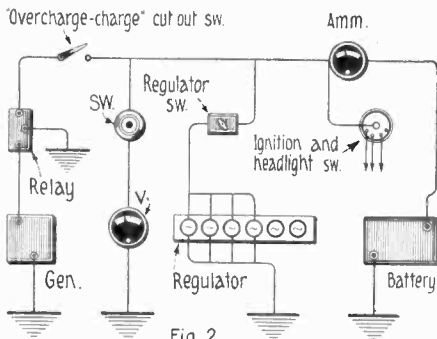 "Overcharge-charge" cut out sw.
Amm.
Regulator
sw.
SW.
Ignition and
headlight sw.
Relay
V.
Gen.
Regulator
Battery
Fig. 2